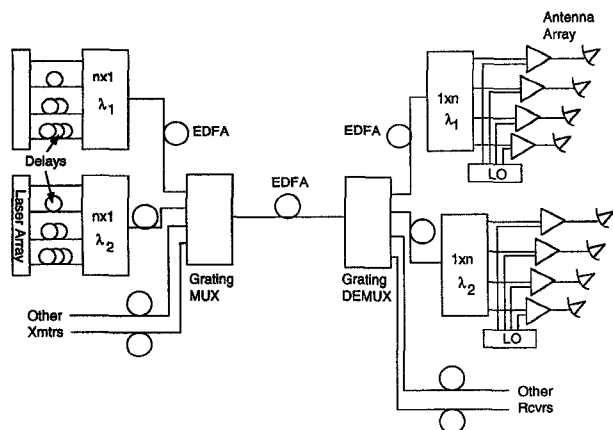 Antenna
Array
nx1
λ1
EDFA
Delays
Laser Array
nx1
λ2
EDFA
Grating
MUX
Other
Xmtrs
EDFA
1xn
λ1
LO
Grating
DEMUX
1xn
λ2
LO
Other
Rcvrs